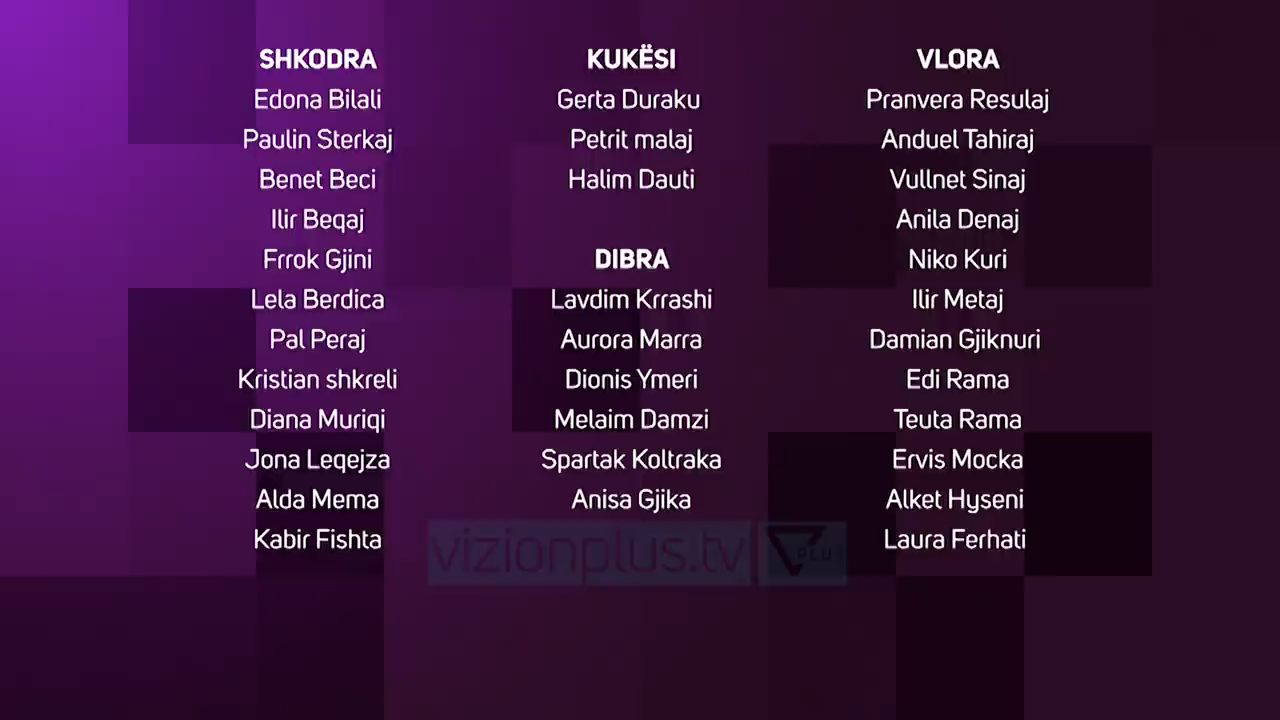 SHKODRA
Edona Bilali
Paulin Sterkaj
Benet Beci
Ilir Beqaj
Frrok Gjini
Lela Berdica
Pal Peraj
Kristian shkreli
Diana Muriqi
Jona Leqejza
Alda Mema
Kabir Fishta
KUKËSI
Gerta Duraku
Petrit malaj
Halim Dauti
DIBRA
Lavdim Krrashi
Aurora Marra
Dionis Ymeri
Melaim Damzi
Spartak Koltraka
Anisa Gjika
VLORA
Pranvera Resulaj
Anduel Tahiraj
Vullnet Sinaj
Anila Denaj
Niko Kuri
Ilir Metaj
Damian Gjiknuri
Edi Rama
Teuta Rama
Ervis Mocka
Alket Hyseni
Laura Ferhati
vizionplus.tv
PLUS